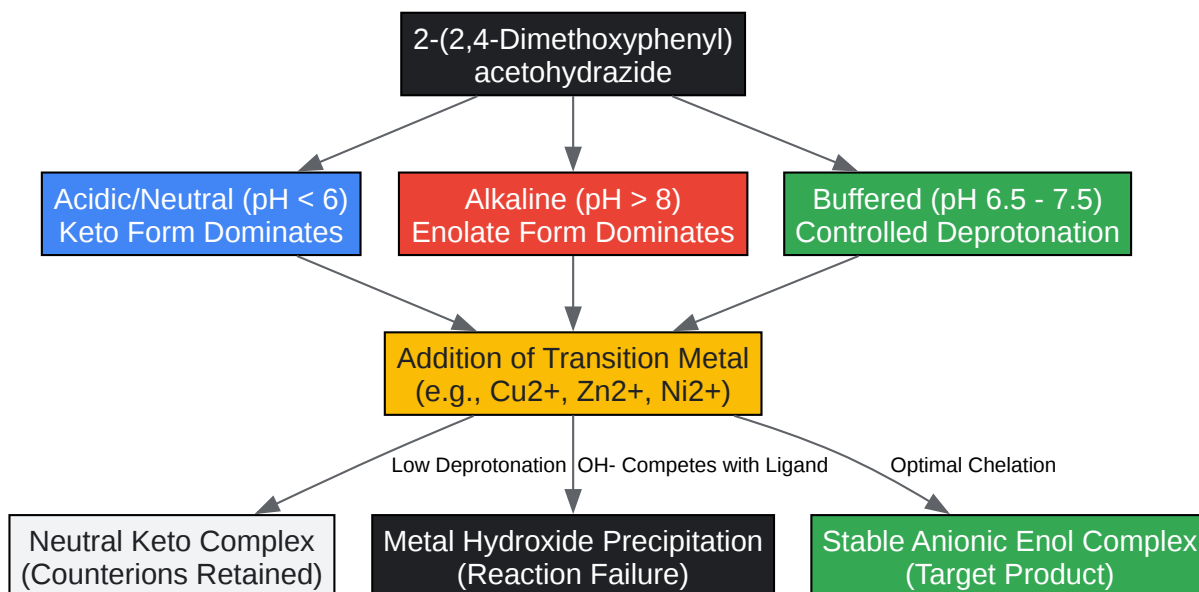 2-(2,4-Dimethoxyphenyl)
acetohydrazide
Acidic/Neutral (pH < 6)
Keto Form Dominates
Alkaline (pH > 8)
Enolate Form Dominates
Buffered (pH 6.5 - 7.5)
Controlled Deprotonation
Addition of Transition Metal
(e.g., Cu2+, Zn2+, Ni2+)
Low Deprotonation
OH- Competes with Ligand
Optimal Chelation
Neutral Keto Complex
(Counterions Retained)
Metal Hydroxide Precipitation
(Reaction Failure)
Stable Anionic Enol Complex
(Target Product)